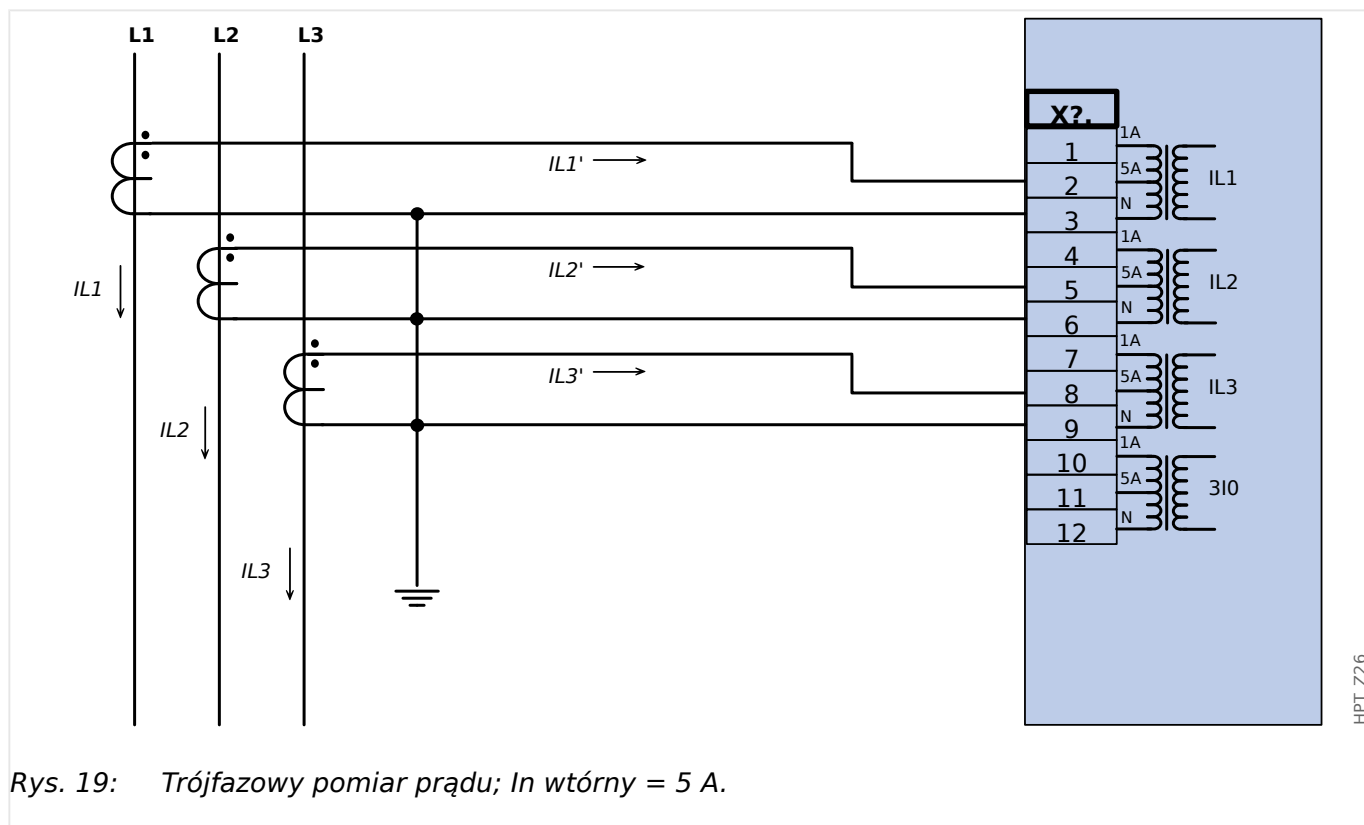 L1 L2 L3
X?.
1 1A
2 5A IL1
3 N
4 1A
5 5A IL2
6 N
7 1A
8 5A IL3
9 N
10 1A
11 5A 3I0
12 N
IL1'
IL2'
IL3'
IL1
IL2
IL3
HPT_Z26
Rys. 19: Trójfazowy pomiar prądu; In wtórny = 5 A.